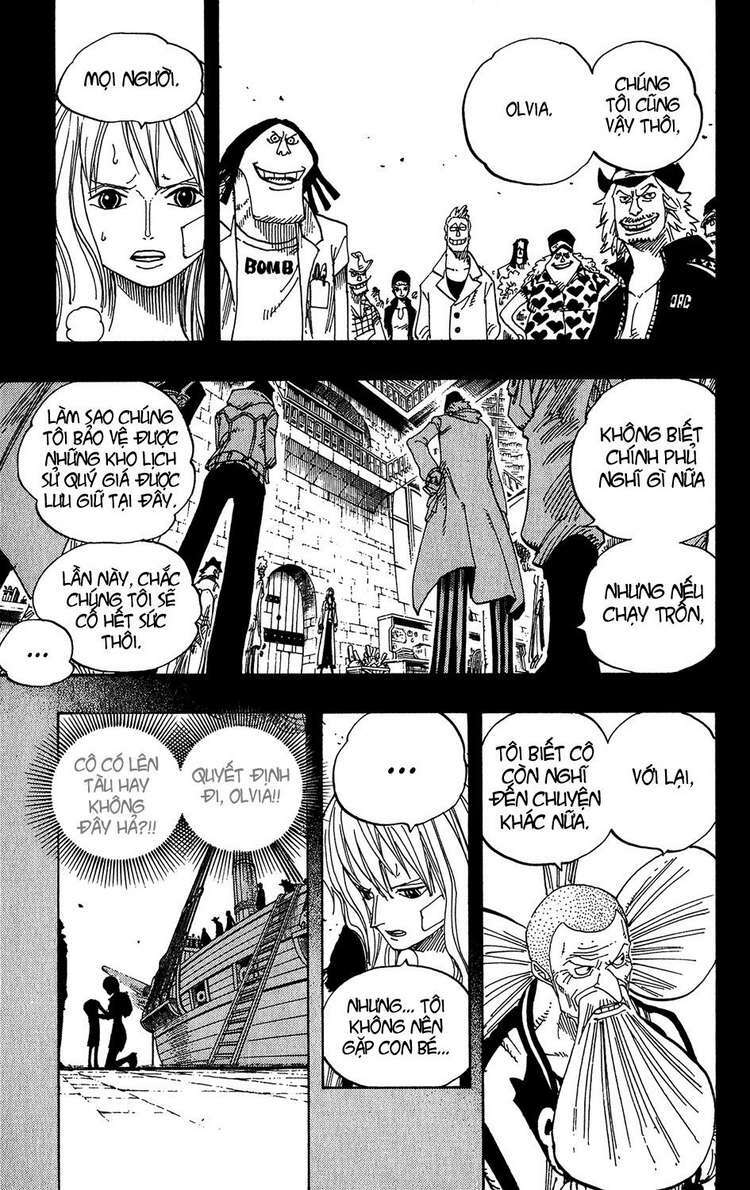 CHÚNG
TÔI CŨNG
VẬY THÔI,
OLVIA.
MỌI NGƯỜI.
BOMB
KHÔNG BIẾT
CHÍNH PHỦ
NGHĨ GÌ NỮA
NHƯNG NẾU
CHẠY TRỐN,
LÀM SAO CHÚNG
TÔI BẢO VỆ ĐƯỢC
NHỮNG KHO LỊCH
SỬ QUÝ GIÁ ĐƯỢC
LƯU GIỮ TẠI ĐÂY.
LẦN NÀY, CHẮC
CHÚNG TÔI SẼ
CỐ HẾT SỨC
THÔI.
...
VỚI LẠI,
TÔI BIẾT CÔ
CÒN NGHĨ
ĐẾN CHUYỆN
KHÁC NỮA.
...
NHƯNG... TÔI
KHÔNG NÊN
GẶP CON BÉ...
QUYẾT ĐỊNH
ĐI, OLVIA!!
CÔ CÓ LÊN
TÀU HAY
KHÔNG
ĐÂY HẢ?!!